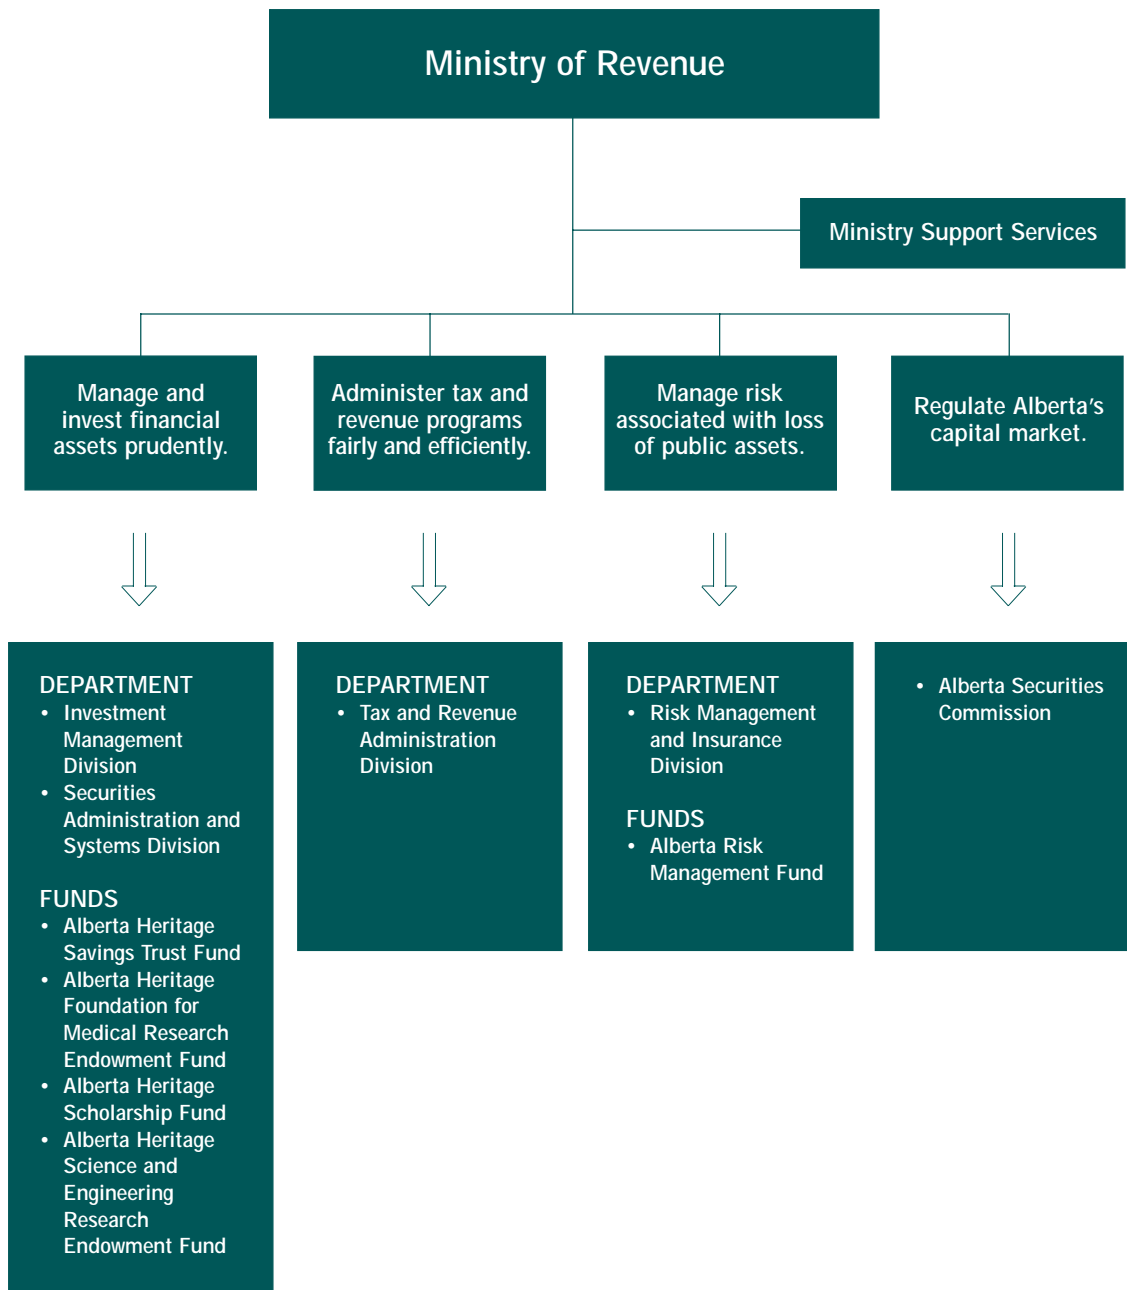 Ministry of Revenue
Ministry Support Services
Manage and
invest financial
assets prudently.
Administer tax and
revenue programs
fairly and efficiently.
Manage risk
associated with loss
of public assets.
Regulate Alberta's
capital market.
DEPARTMENT
• Investment
Management
Division
• Securities
Administration and
Systems Division
FUNDS
• Alberta Heritage
Savings Trust Fund
• Alberta Heritage
Foundation for
Medical Research
Endowment Fund
• Alberta Heritage
Scholarship Fund
• Alberta Heritage
Science and
Engineering
Research
Endowment Fund
DEPARTMENT
• Tax and Revenue
Administration
Division
DEPARTMENT
• Risk Management
and Insurance
Division
FUNDS
• Alberta Risk
Management Fund
• Alberta Securities
Commission